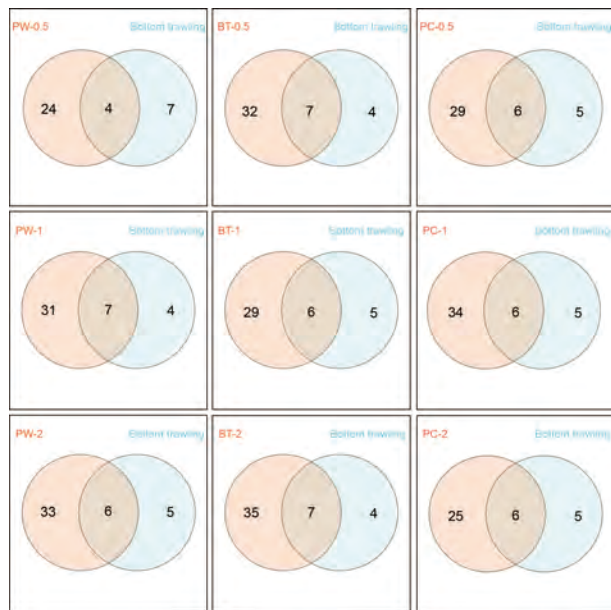 PW-0.5 Bottom trawling
24 4 7
BT-0.5 Bottom trawling
32 7 4
PC-0.5 Bottom trawling
29 6 5
PW-1 Bottom trawling
31 7 4
BT-1 Bottom trawling
29 6 5
PC-1 Bottom trawling
34 6 5
PW-2 Bottom trawling
33 6 5
BT-2 Bottom trawling
35 7 4
PC-2 Bottom trawling
25 6 5